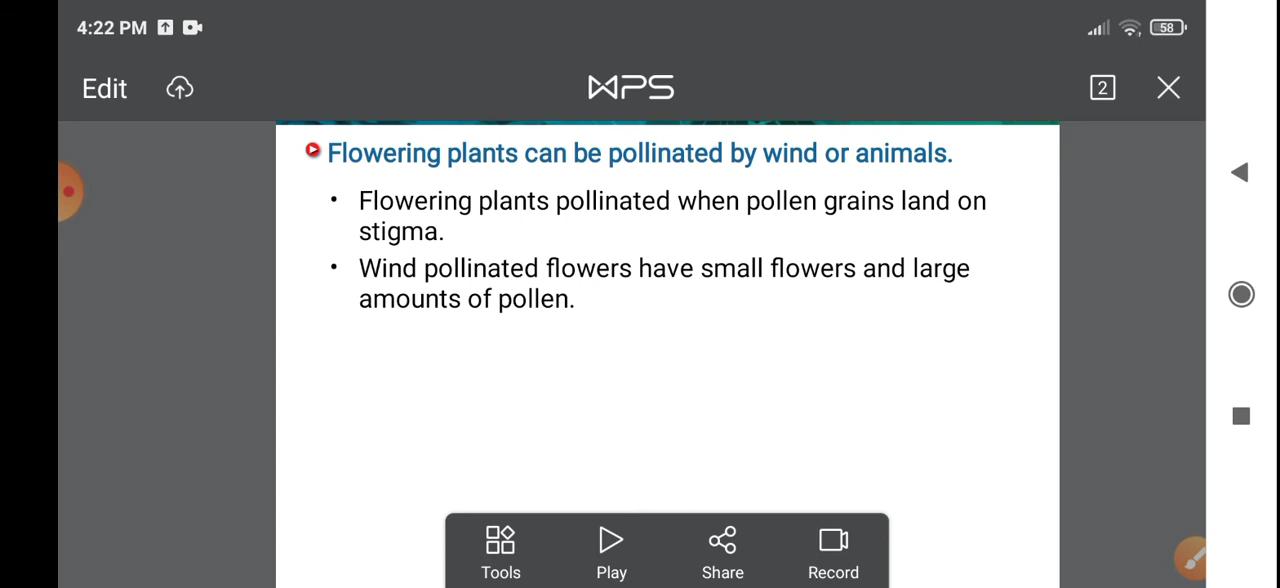 4:22 PM
58
Edit
WPS
2
Flowering plants can be pollinated by wind or animals.
• Flowering plants pollinated when pollen grains land on
stigma.
• Wind pollinated flowers have small flowers and large
amounts of pollen.
Tools
Play
Share
Record